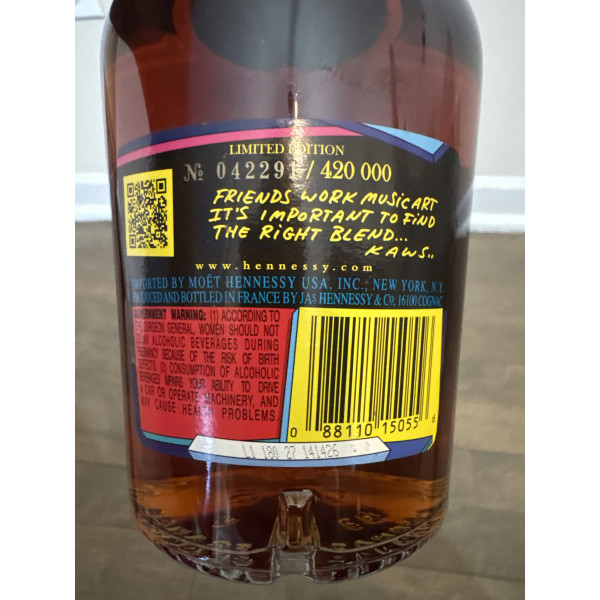 LIMITED EDITION
№ 042291 / 420 000
FRIENDS WORK MUSIC ART
IT'S IMPORTANT TO FIND
THE RIGHT BLEND...
KAWS..
www.hennessy.com
IMPORTED BY MOËT HENNESSY USA, INC., NEW YORK, N.Y.
PRODUCED AND BOTTLED IN FRANCE BY JAS HENNESSY & CO, 16100 COGNAC
GOVERNMENT WARNING: (1) ACCORDING TO
THE SURGEON GENERAL, WOMEN SHOULD NOT
DRINK ALCOHOLIC BEVERAGES DURING
PREGNANCY BECAUSE OF THE RISK OF BIRTH
DEFECTS. (2) CONSUMPTION OF ALCOHOLIC
BEVERAGES IMPAIRS YOUR ABILITY TO DRIVE
A CAR OR OPERATE MACHINERY, AND
MAY CAUSE HEALTH PROBLEMS.
0 88110 15055 6
180 27 141426